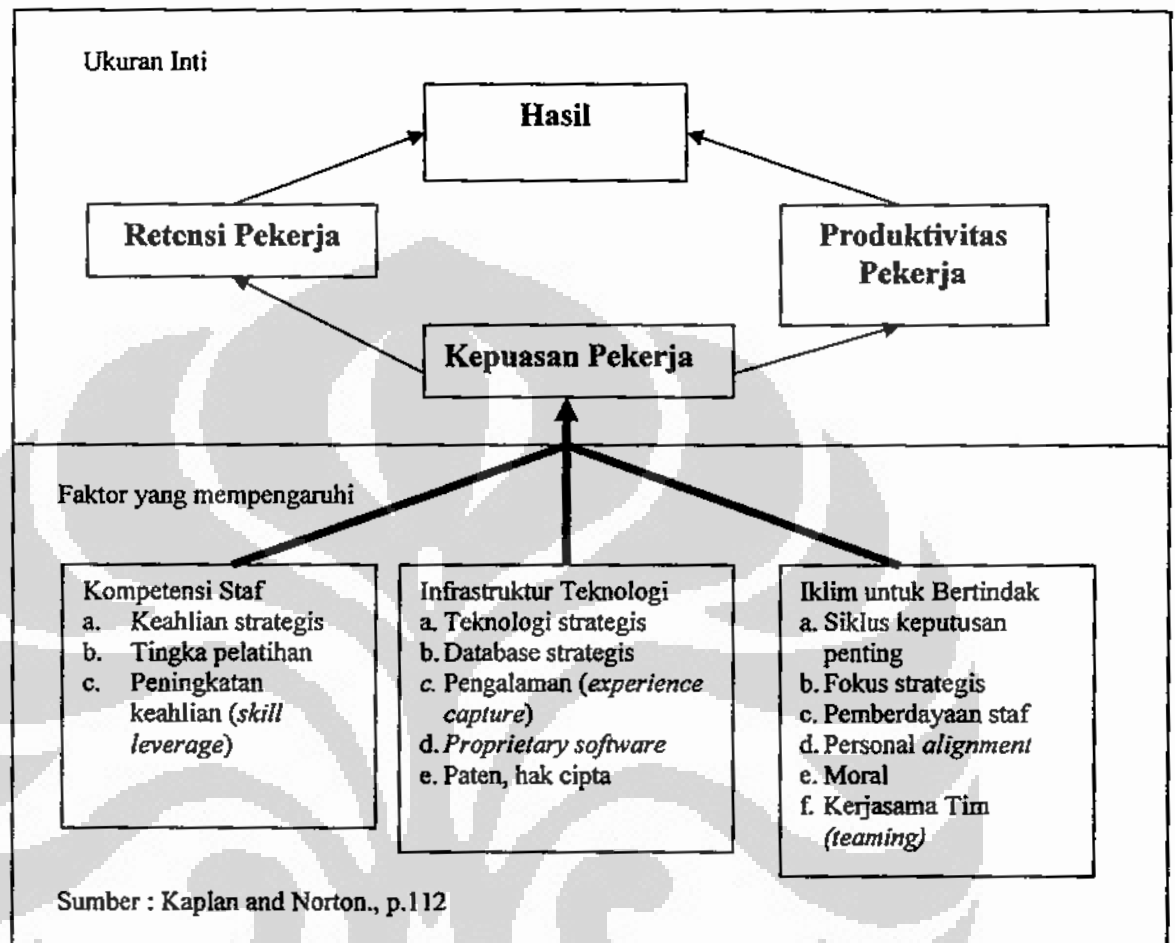 Ukuran Inti
Hasil
Retensi Pekerja
Produktivitas
Pekerja
Kepuasan Pekerja
Faktor yang mempengaruhi
Kompetensi Staf
a. Keahlian strategis
b. Tingka pelatihan
c. Peningkatan
keahlian (skill
leverage)
Infrastruktur Teknologi
a. Teknologi strategis
b. Database strategis
c. Pengalaman (experience
capture)
d. Proprietary software
e. Paten, hak cipta
Iklim untuk Bertindak
a. Siklus keputusan
penting
b. Fokus strategis
c. Pemberdayaan staf
d. Personal alignment
e. Moral
f. Kerjasama Tim
(teaming)
Sumber : Kaplan and Norton., p.112